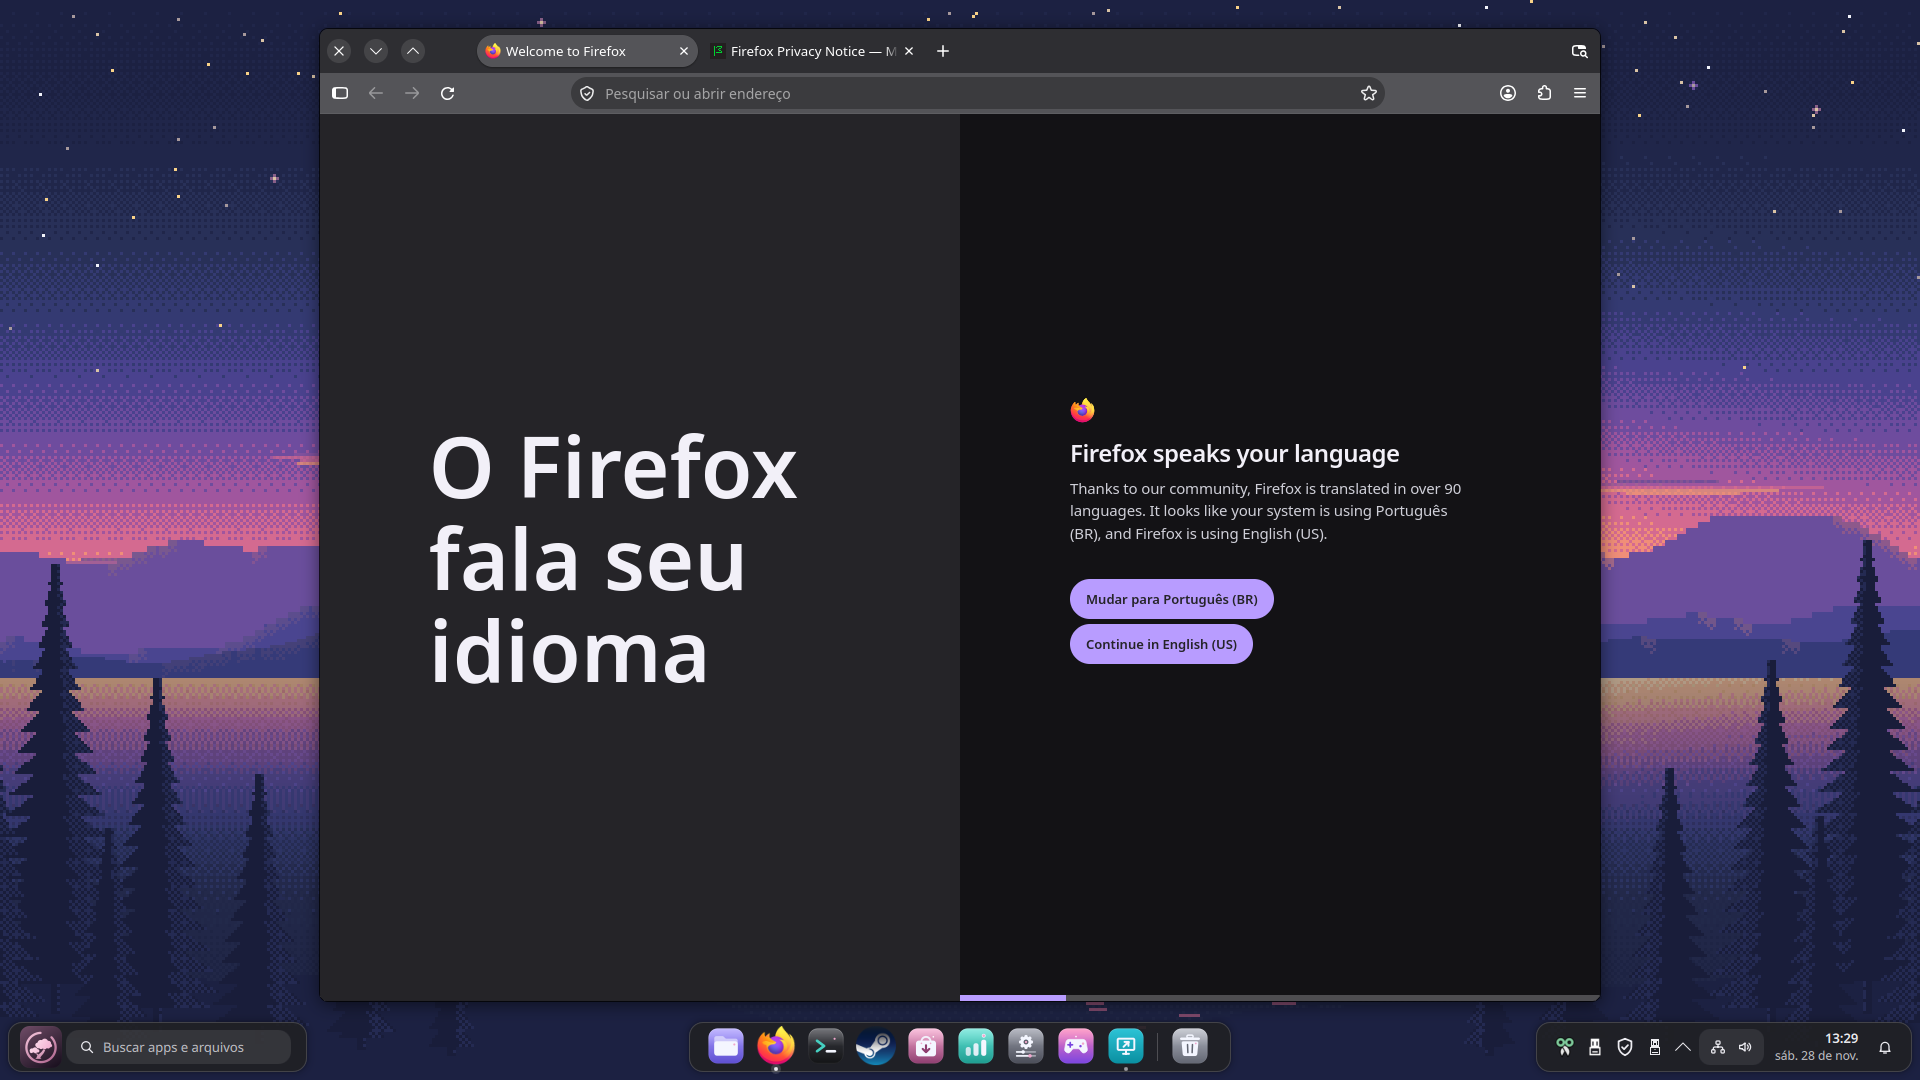 Welcome to Firefox
Firefox Privacy Notice — M
Pesquisar ou abrir endereço
O Firefox
fala seu
idioma
Firefox speaks your language
Thanks to our community, Firefox is translated in over 90
languages. It looks like your system is using Português
(BR), and Firefox is using English (US).
Mudar para Português (BR)
Continue in English (US)
Buscar apps e arquivos
13:29
sáb. 28 de nov.